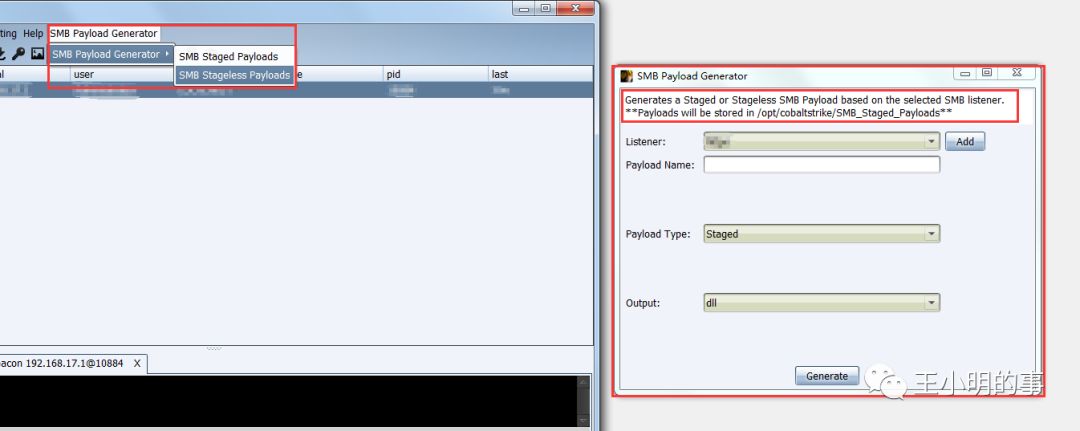 ting Help SMB Payload Generator
SMB Payload Generator
SMB Staged Payloads
SMB Stageless Payloads
al user e pid last
eacon 192.168.17.1@10884 X
SMB Payload Generator
Generates a Staged or Stageless SMB Payload based on the selected SMB listener.
**Payloads will be stored in /opt/cobaltstrike/SMB_Staged_Payloads**
Listener:
Add
Payload Name:
Payload Type: Staged
Output: dll
Generate
王小明的事